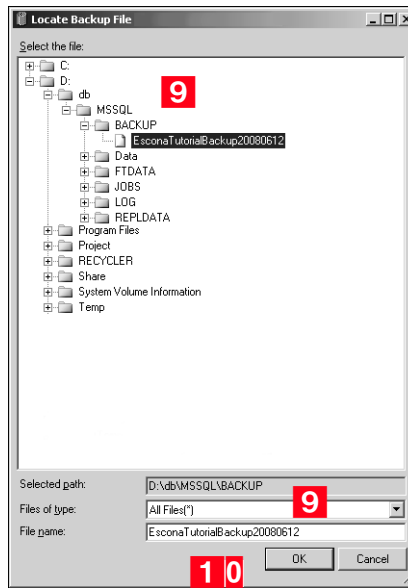 Locate Backup File
Select the file:
C:
D:
db
9
MSSQL
BACKUP
EsconaTutorialBackup20080612
Data
FTDATA
JOBS
LOG
REPLDATA
Program Files
Project
RECYCLER
Share
System Volume Information
Temp
Selected path:
D:\db\MSSQL\BACKUP
Files of type:
All Files(*)
9
File name:
EsconaTutorialBackup20080612
10
OK
Cancel